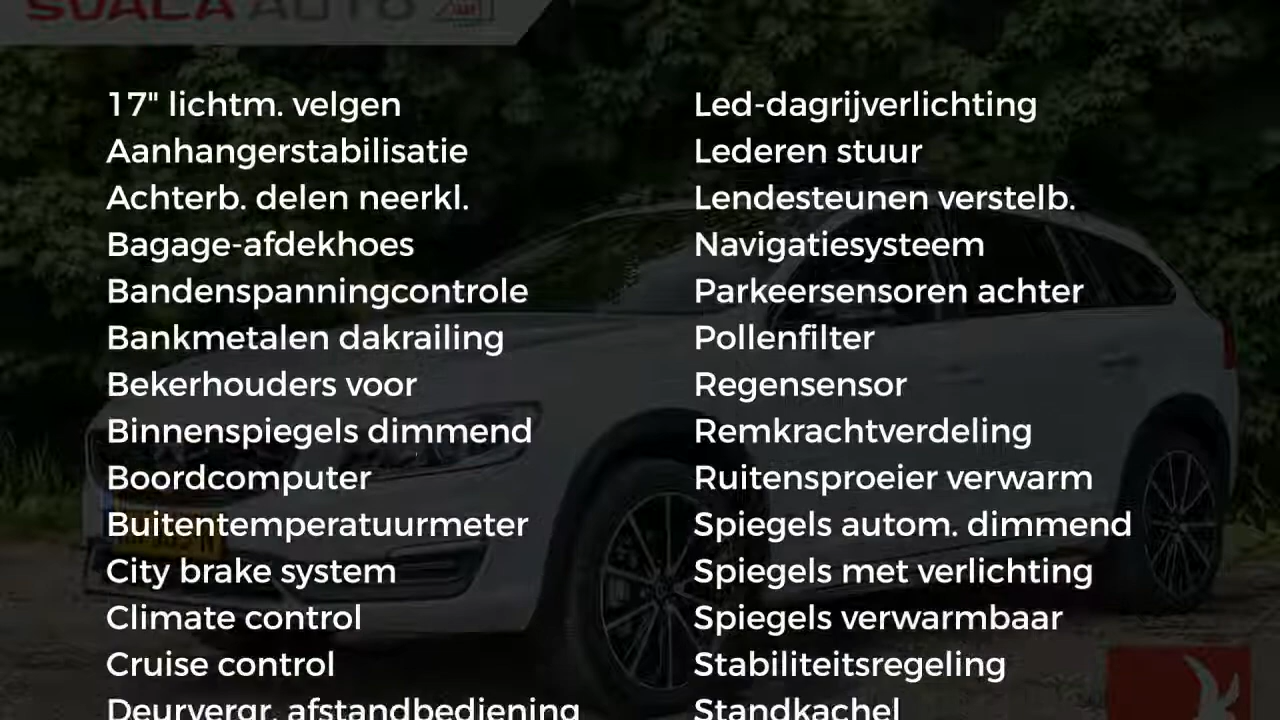 SVALA AUTO
17" lichtm. velgen
Aanhangerstabilisatie
Achterb. delen neerkl.
Bagage-afdekhoes
Bandenspanningcontrole
Bankmetalen dakrailing
Bekerhouders voor
Binnenspiegels dimmend
Boordcomputer
Buitentemperatuurmeter
City brake system
Climate control
Cruise control
Deurvergr. afstandbediening
Led-dagrijverlichting
Lederen stuur
Lendesteunen verstelb.
Navigatiesysteem
Parkeersensoren achter
Pollenfilter
Regensensor
Remkrachtverdeling
Ruitensproeier verwarm
Spiegels autom. dimmend
Spiegels met verlichting
Spiegels verwarmbaar
Stabiliteitsregeling
Standkachel